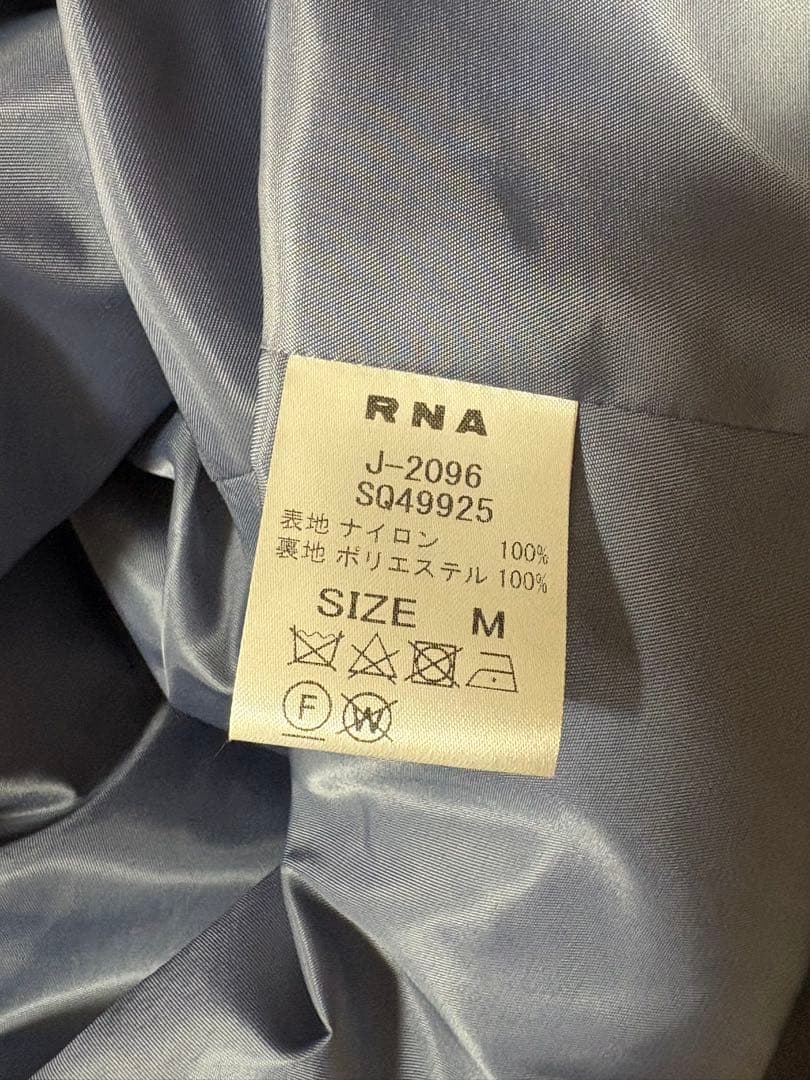 RNA
J-2096
SQ49925
表地 ナイロン 100%
裏地 ポリエステル 100%
SIZE M
F W